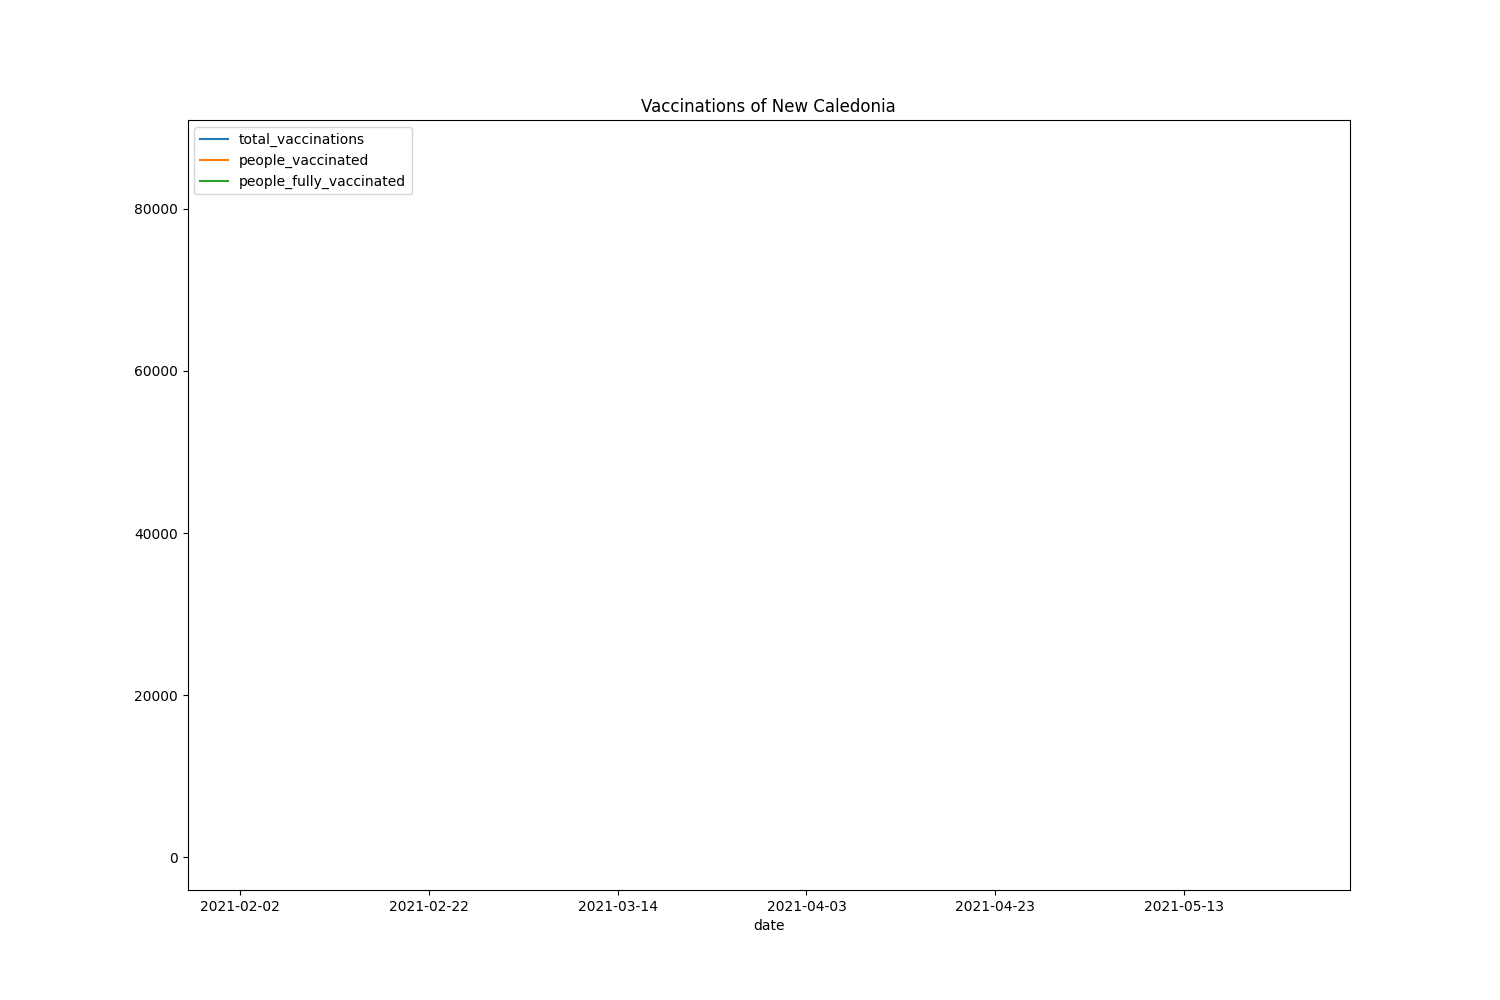 Vaccinations of New Caledonia
total_vaccinations
people_vaccinated
people_fully_vaccinated
80000
60000
40000
20000
0
2021-02-02 2021-02-22 2021-03-14 2021-04-03 2021-04-23 2021-05-13
date